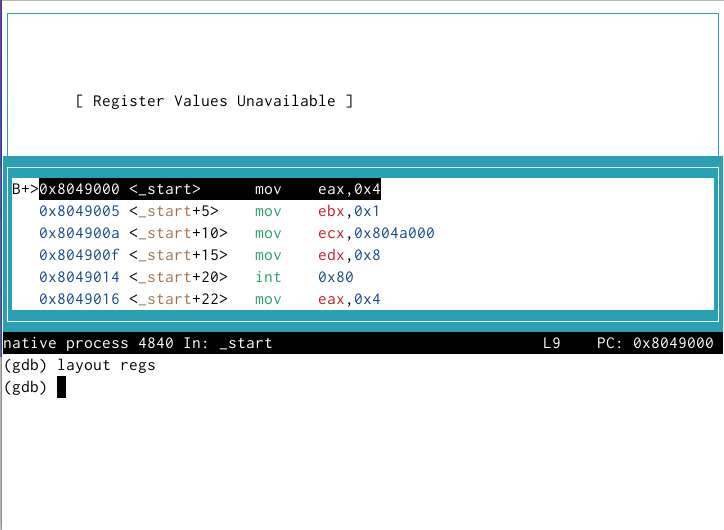 [ Register Values Unavailable ]
B+>0x8049000 <_start>      mov    eax,0x4
   0x8049005 <_start+5>    mov    ebx,0x1
   0x804900a <_start+10>   mov    ecx,0x804a000
   0x804900f <_start+15>   mov    edx,0x8
   0x8049014 <_start+20>   int    0x80
   0x8049016 <_start+22>   mov    eax,0x4
native process 4840 In: _start                              L9    PC: 0x8049000
(gdb) layout regs
(gdb)